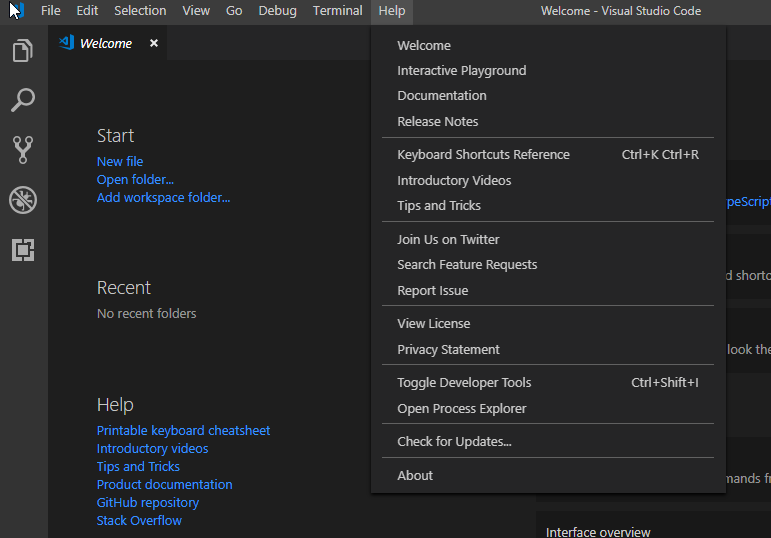 File Edit Selection View Go Debug Terminal Help Welcome - Visual Studio Code
Welcome ×
Start
New file
Open folder...
Add workspace folder...
Recent
No recent folders
Help
Printable keyboard cheatsheet
Introductory videos
Tips and Tricks
Product documentation
GitHub repository
Stack Overflow
Welcome
Interactive Playground
Documentation
Release Notes
Keyboard Shortcuts Reference Ctrl+K Ctrl+R
Introductory Videos
Tips and Tricks
Join Us on Twitter
Search Feature Requests
Report Issue
View License
Privacy Statement
Toggle Developer Tools Ctrl+Shift+I
Open Process Explorer
Check for Updates...
About
peScript
d shortc
look the
mands fr
Interface overview